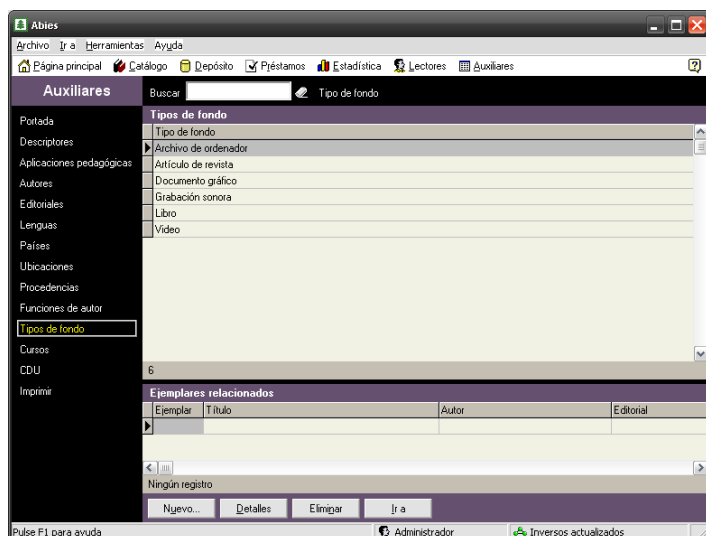 Abies
Archivo Ir a Herramientas Ayuda
Página principal Catálogo Depósito Préstamos Estadística Lectores Auxiliares
Auxiliares
Buscar Tipo de fondo
Portada
Descriptores
Aplicaciones pedagógicas
Autores
Editoriales
Lenguas
Países
Ubicaciones
Procedencias
Funciones de autor
Tipos de fondo
Cursos
CDU
Imprimir
Tipos de fondo
Tipo de fondo
Archivo de ordenador
Artículo de revista
Documento gráfico
Grabación sonora
Libro
Video
6
Ejemplares relacionados
Ejemplar Título Autor Editorial
Ningún registro
Nuevo... Detalles Eliminar Ir a
Pulse F1 para ayuda Administrador Inversos actualizados